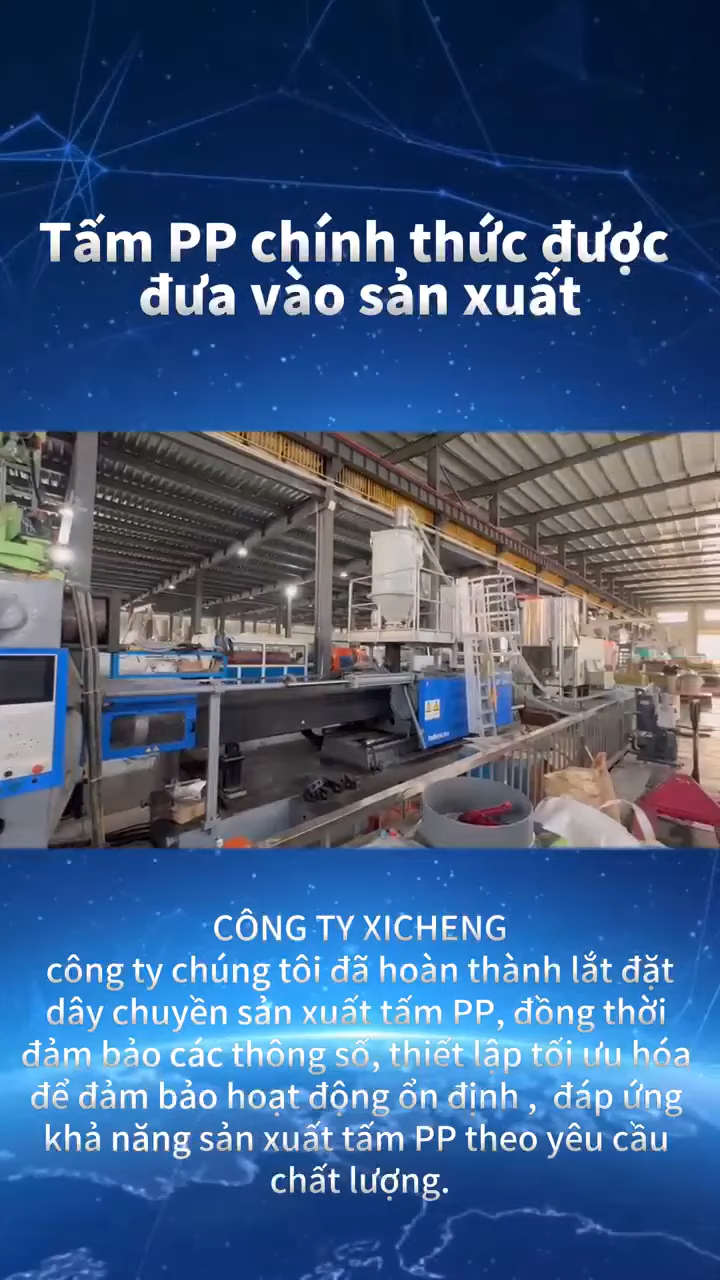 Tấm PP chính thức được
đưa vào sản xuất
CÔNG TY XICHENG
công ty chúng tôi đã hoàn thành lắt đặt
dây chuyền sản xuất tấm PP, đồng thời
đảm bảo các thông số, thiết lập tối ưu hóa
để đảm bảo hoạt động ổn định , đáp ứng
khả năng sản xuất tấm PP theo yêu cầu
chất lượng.